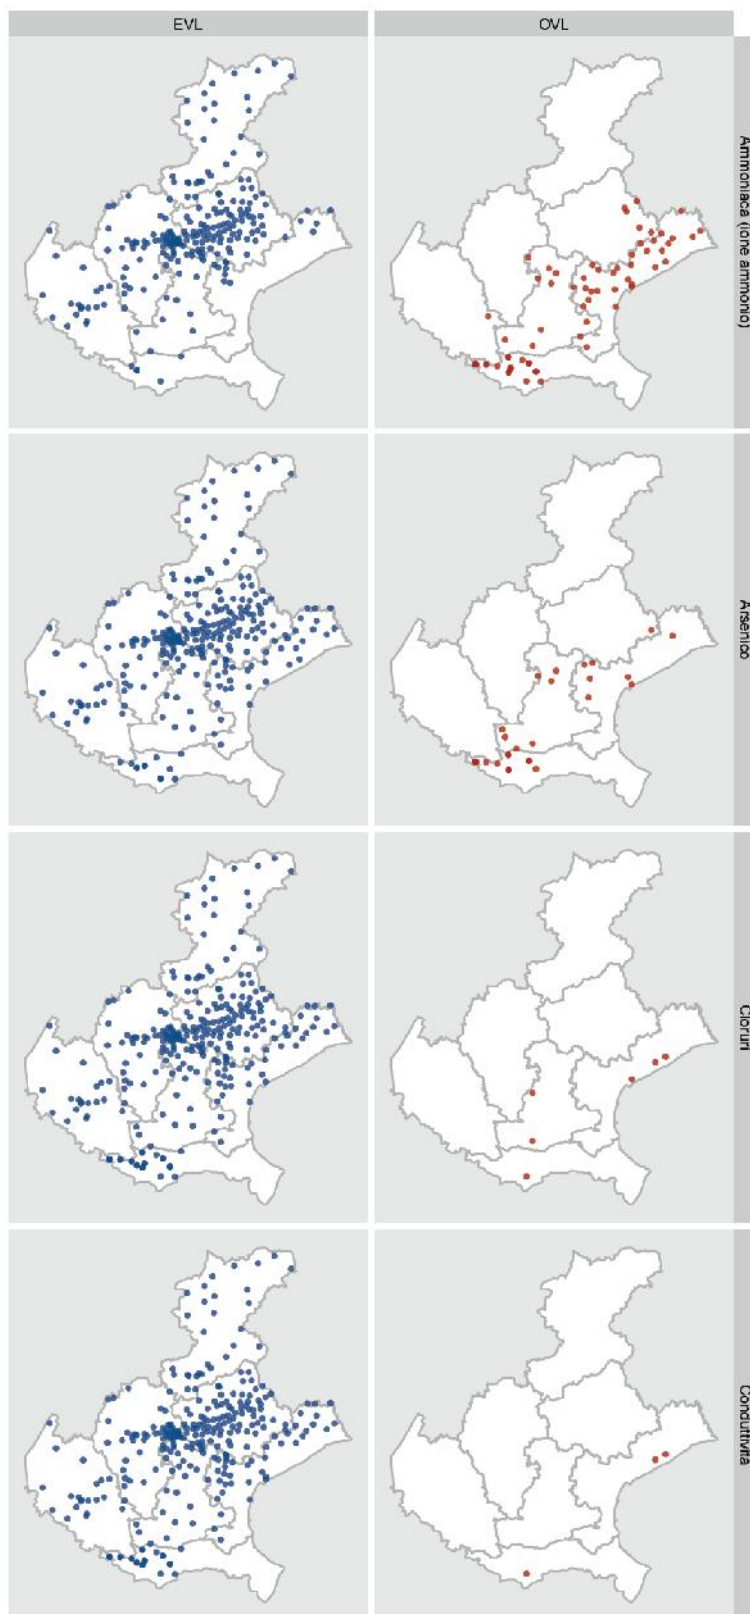 EVL
OVL
Ammoniaca (ione ammonio)
Arsenico
Cloruri
Conduttività